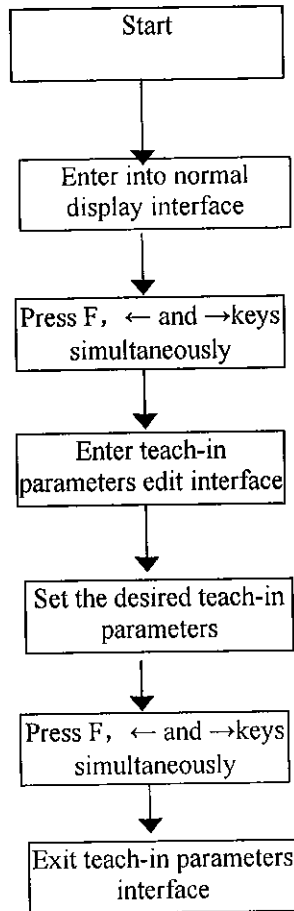 Start
Enter into normal
display interface
Press F, ← and →keys
simultaneously
Enter teach-in
parameters edit interface
Set the desired teach-in
parameters
Press F, ← and →keys
simultaneously
Exit teach-in parameters
interface